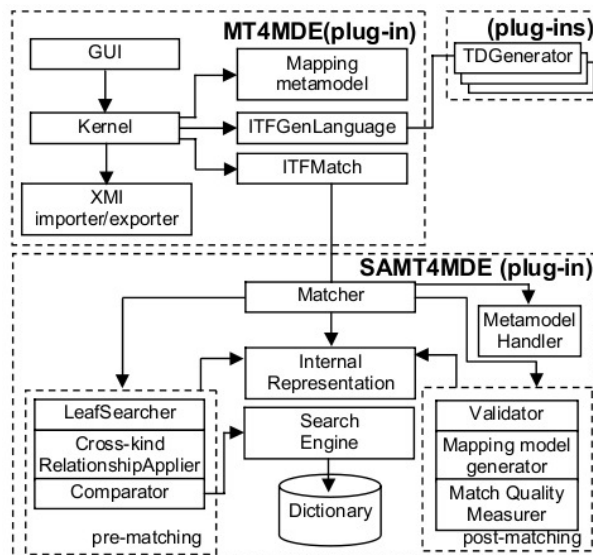 MT4MDE(plug-in)
(plug-ins)
GUI
Mapping
metamodel
TDGenerator
Kernel
ITFGenLanguage
ITFMatch
XMI
importer/exporter
SAMT4MDE (plug-in)
Matcher
Metamodel
Handler
Internal
Representation
LeafSearcher
Cross-kind
RelationshipApplier
Comparator
pre-matching
Search
Engine
Dictionary
Validator
Mapping model
generator
Match Quality
Measurer
post-matching